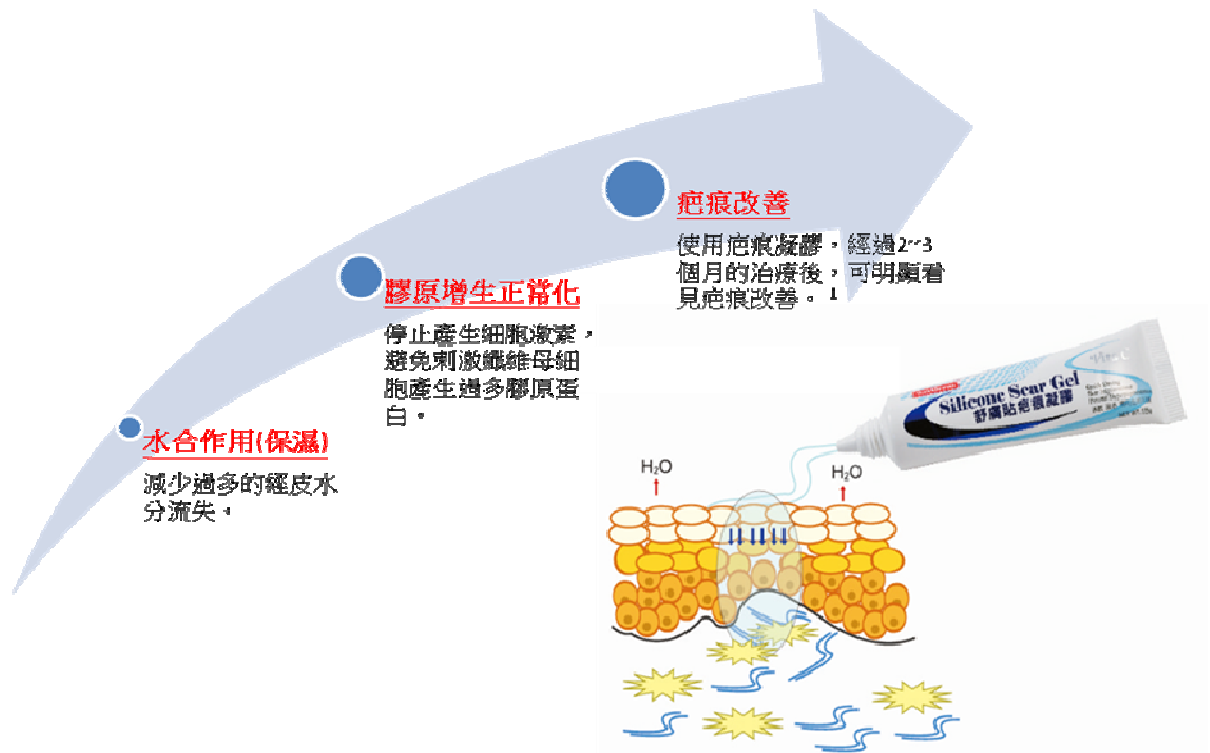 疤痕改善
使用疤痕凝膠，經過2~3
個月的治療後，可明顯看
見疤痕改善。1
膠原增生正常化
停止產生細胞激素，
避免刺激纖維母細
胞產生過多膠原蛋
白。
水合作用(保濕)
減少過多的經皮水
分流失。
Silicone Scar Gel
舒膚貼疤痕凝膠
H₂O
H₂O